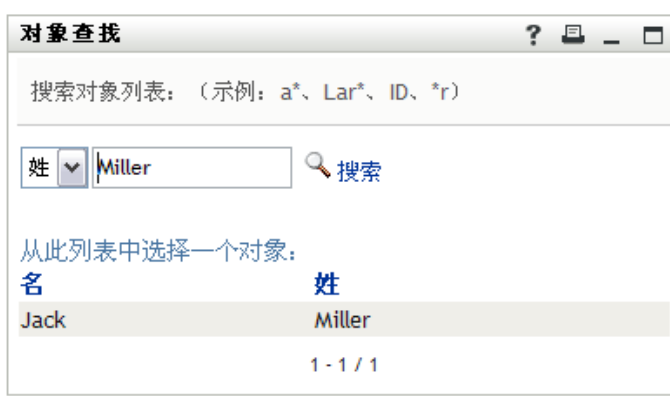 对象查找 ?
搜索对象列表：（示例：a*、Lar*、ID、*r）
姓 Miller 搜索
从此列表中选择一个对象：
名 姓
Jack Miller
1 - 1 / 1